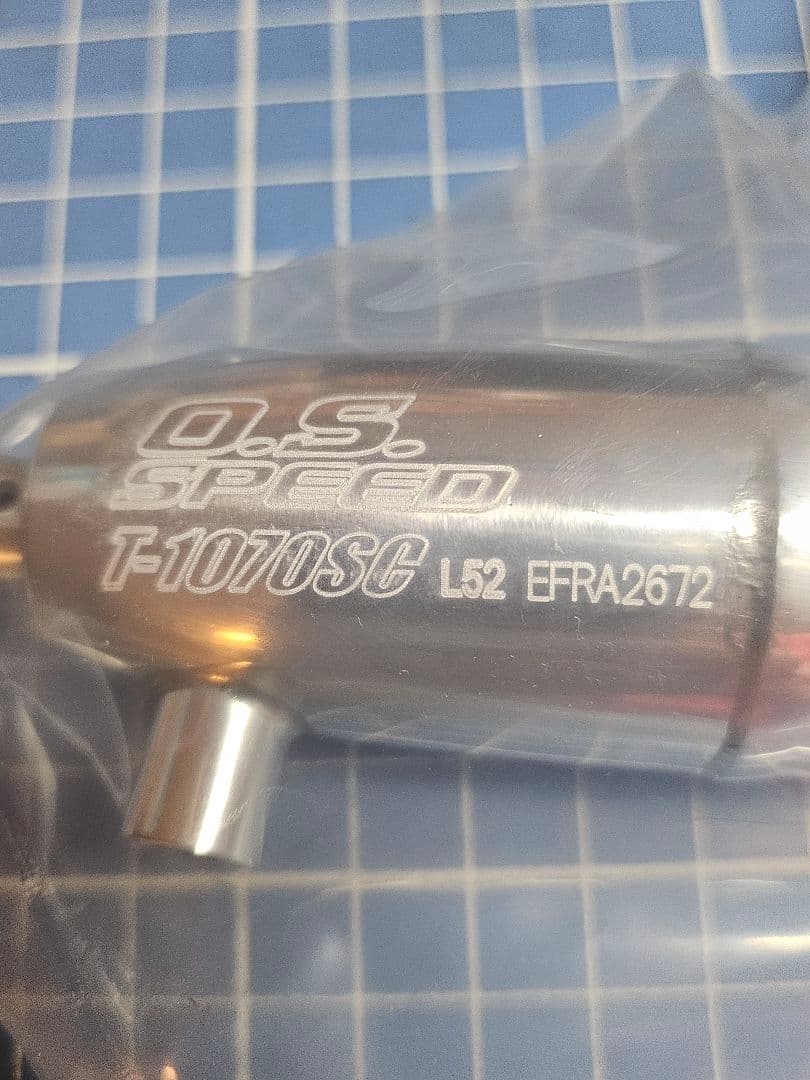 O.S.
SPEED
T-1070SC L52 EFRA2672